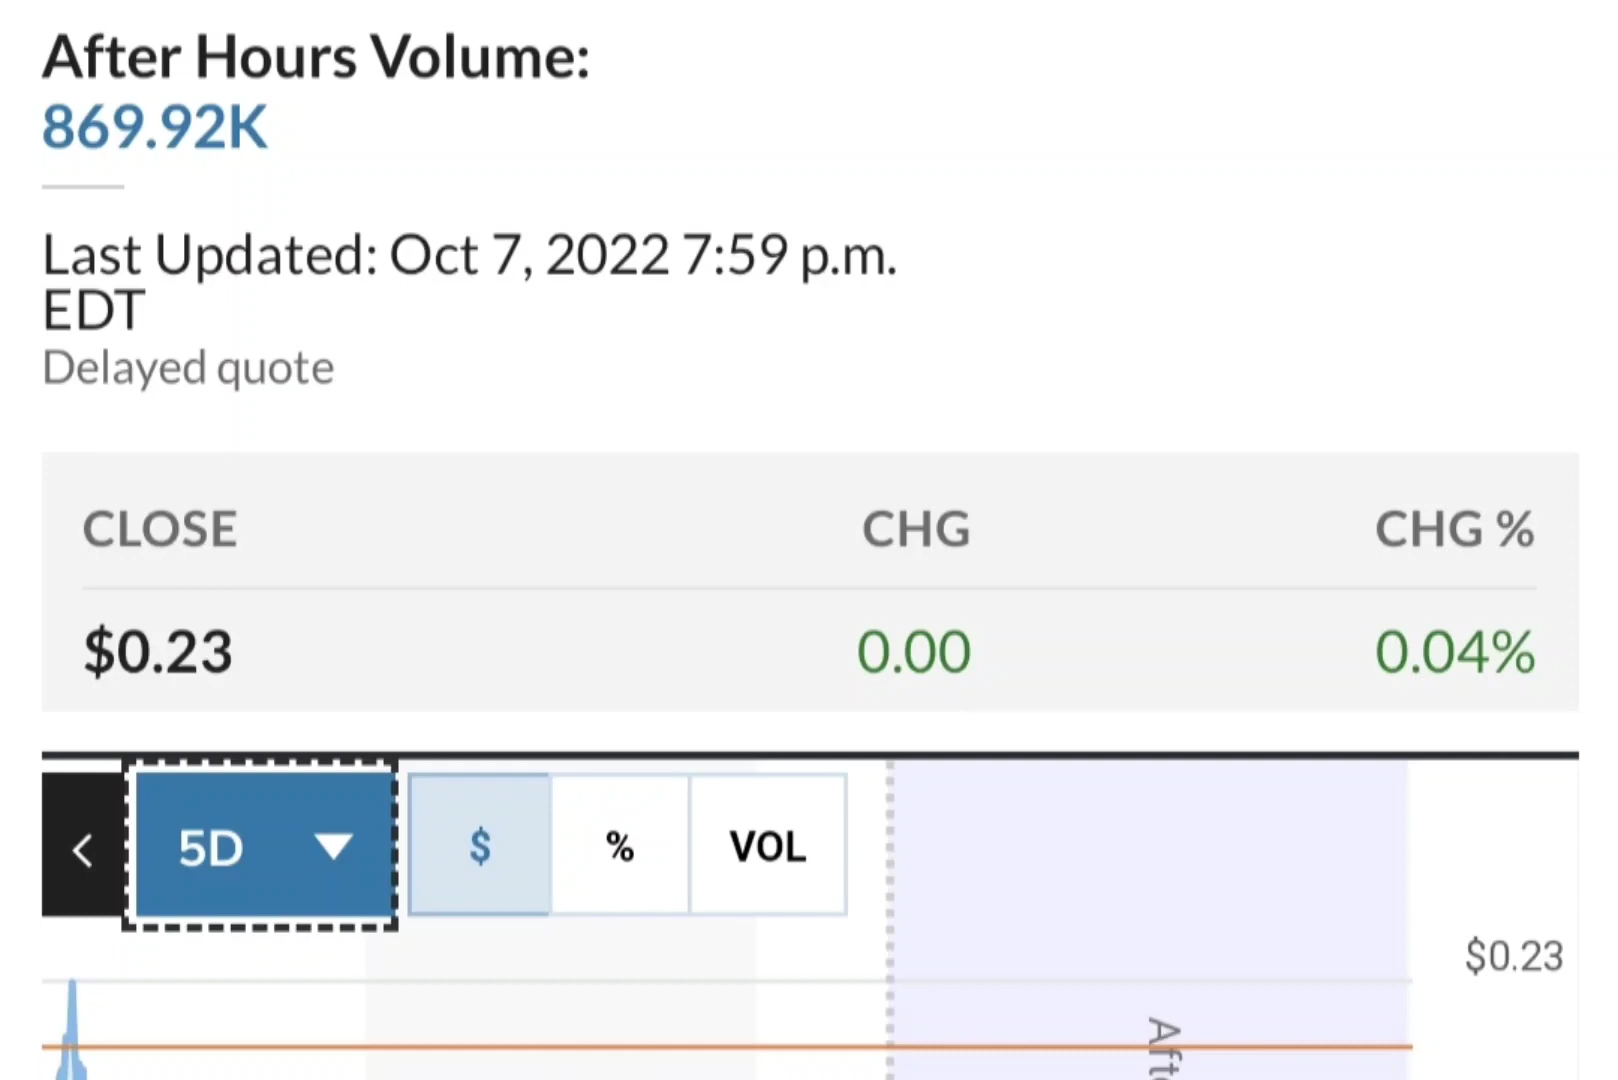 After Hours Volume:
869.92K
Last Updated: Oct 7, 2022 7:59 p.m.
EDT
Delayed quote
CLOSE CHG CHG %
$0.23 0.00 0.04%
5D $ % VOL
$0.23